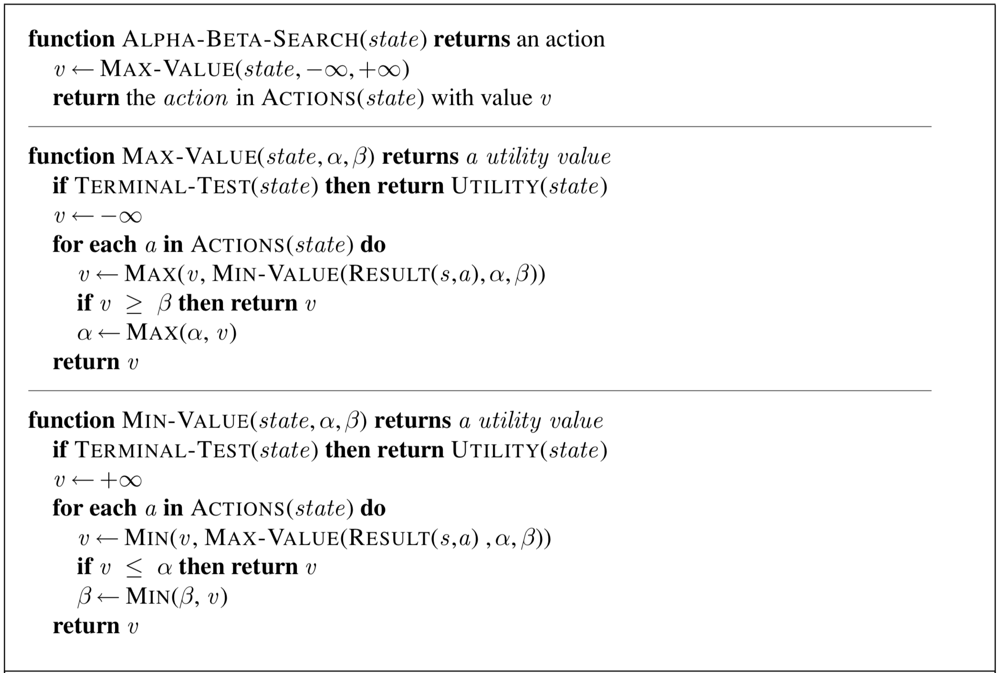 function ALPHA-BETA-SEARCH(state) returns an action
v ← MAX-VALUE(state, −∞, +∞)
return the action in ACTIONS(state) with value v
function MAX-VALUE(state, α, β) returns a utility value
if TERMINAL-TEST(state) then return UTILITY(state)
v ← −∞
for each a in ACTIONS(state) do
v ← MAX(v, MIN-VALUE(RESULT(s,a), α, β))
if v ≥ β then return v
α ← MAX(α, v)
return v
function MIN-VALUE(state, α, β) returns a utility value
if TERMINAL-TEST(state) then return UTILITY(state)
v ← +∞
for each a in ACTIONS(state) do
v ← MIN(v, MAX-VALUE(RESULT(s,a) , α, β))
if v ≤ α then return v
β ← MIN(β, v)
return v